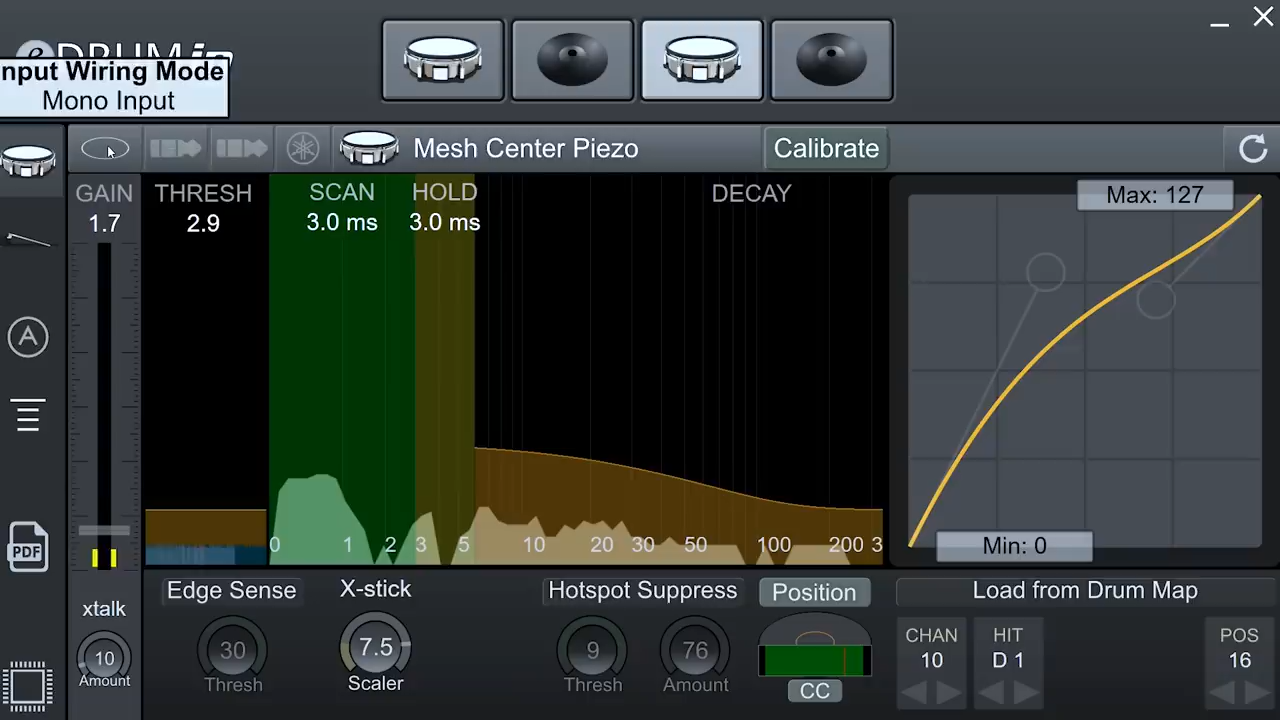 eDRUMin
nput Wiring Mode
Mono Input
Mesh Center Piezo
Calibrate
GAIN
1.7
THRESH
2.9
SCAN
3.0 ms
HOLD
3.0 ms
DECAY
0 1 2 3 5 10 20 30 50 100 200 3
Max: 127
Min: 0
A
PDF
xtalk
10
Amount
Edge Sense
30
Thresh
X-stick
7.5
Scaler
Hotspot Suppress
9
Thresh
76
Amount
Position
CC
Load from Drum Map
CHAN
10
HIT
D 1
POS
16